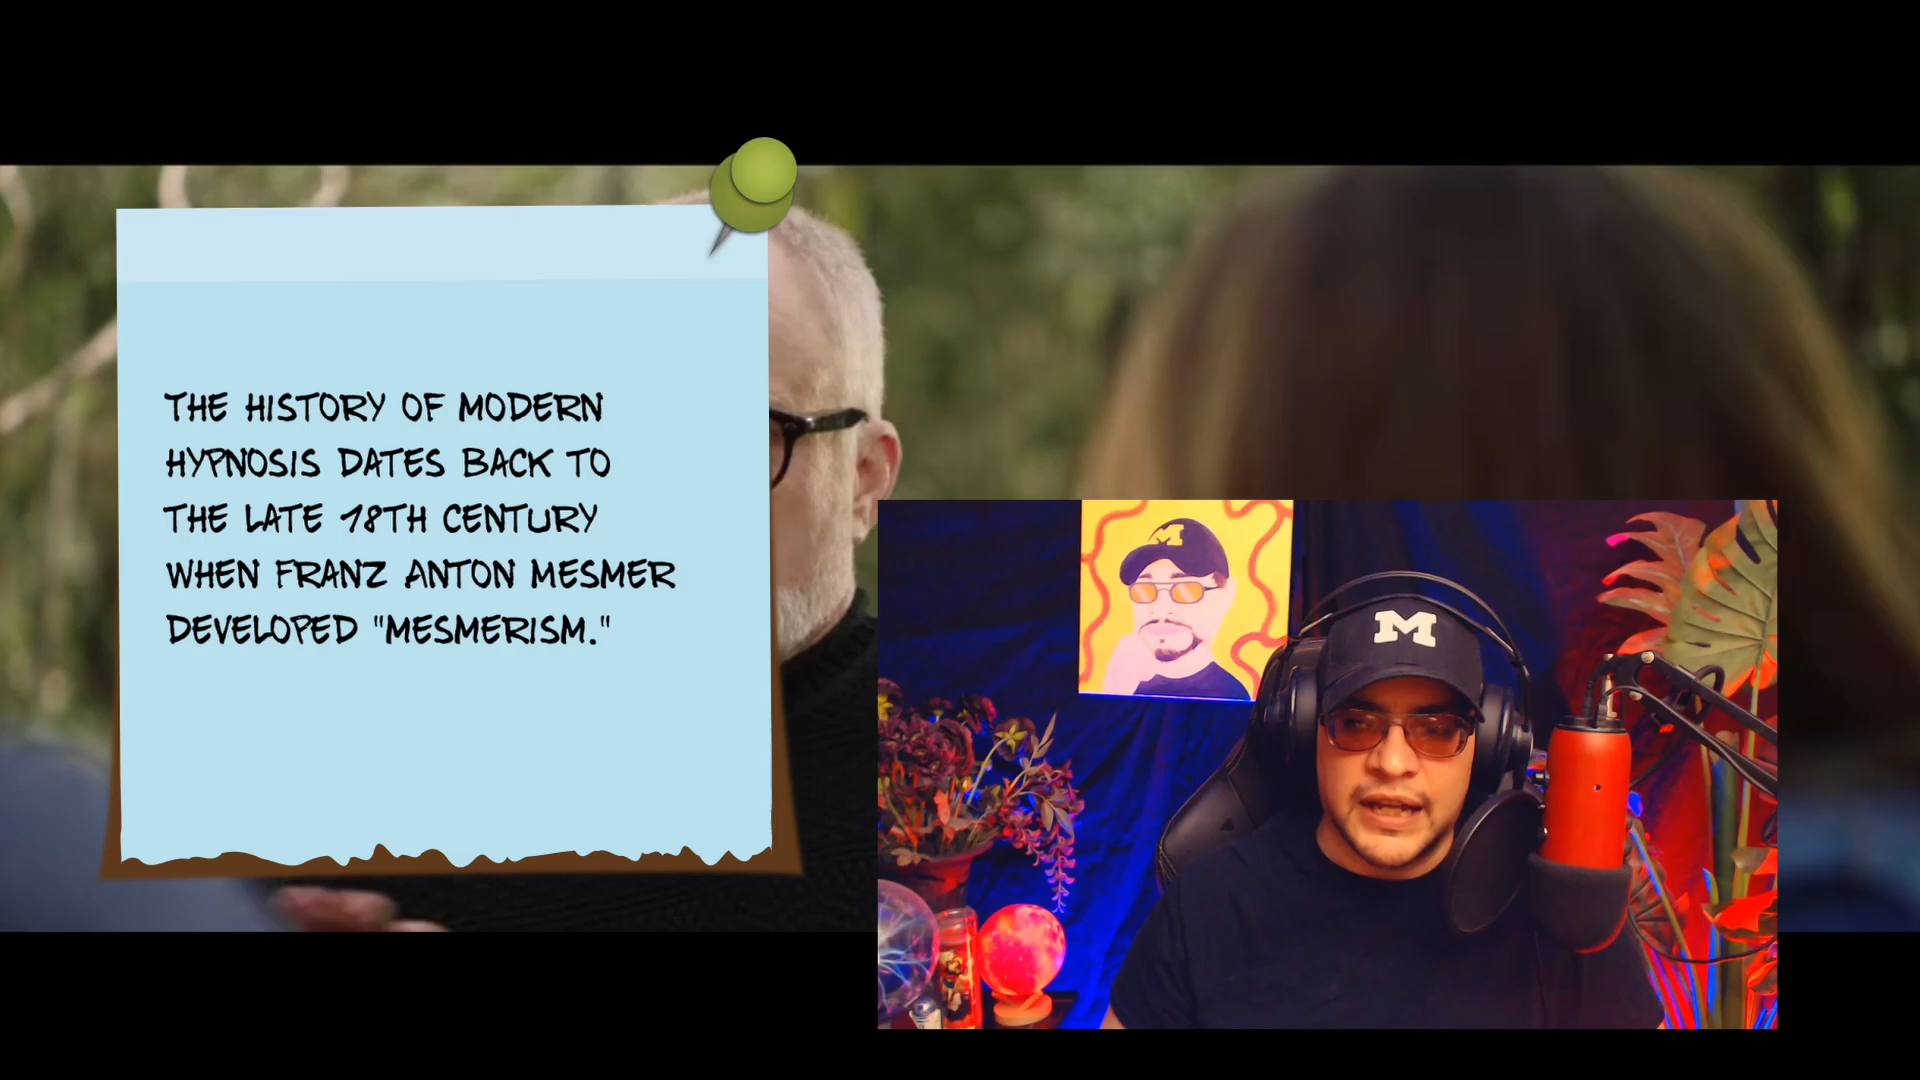 THE HISTORY OF MODERN
HYPNOSIS DATES BACK TO
THE LATE 18TH CENTURY
WHEN FRANZ ANTON MESMER
DEVELOPED "MESMERISM."
M
M